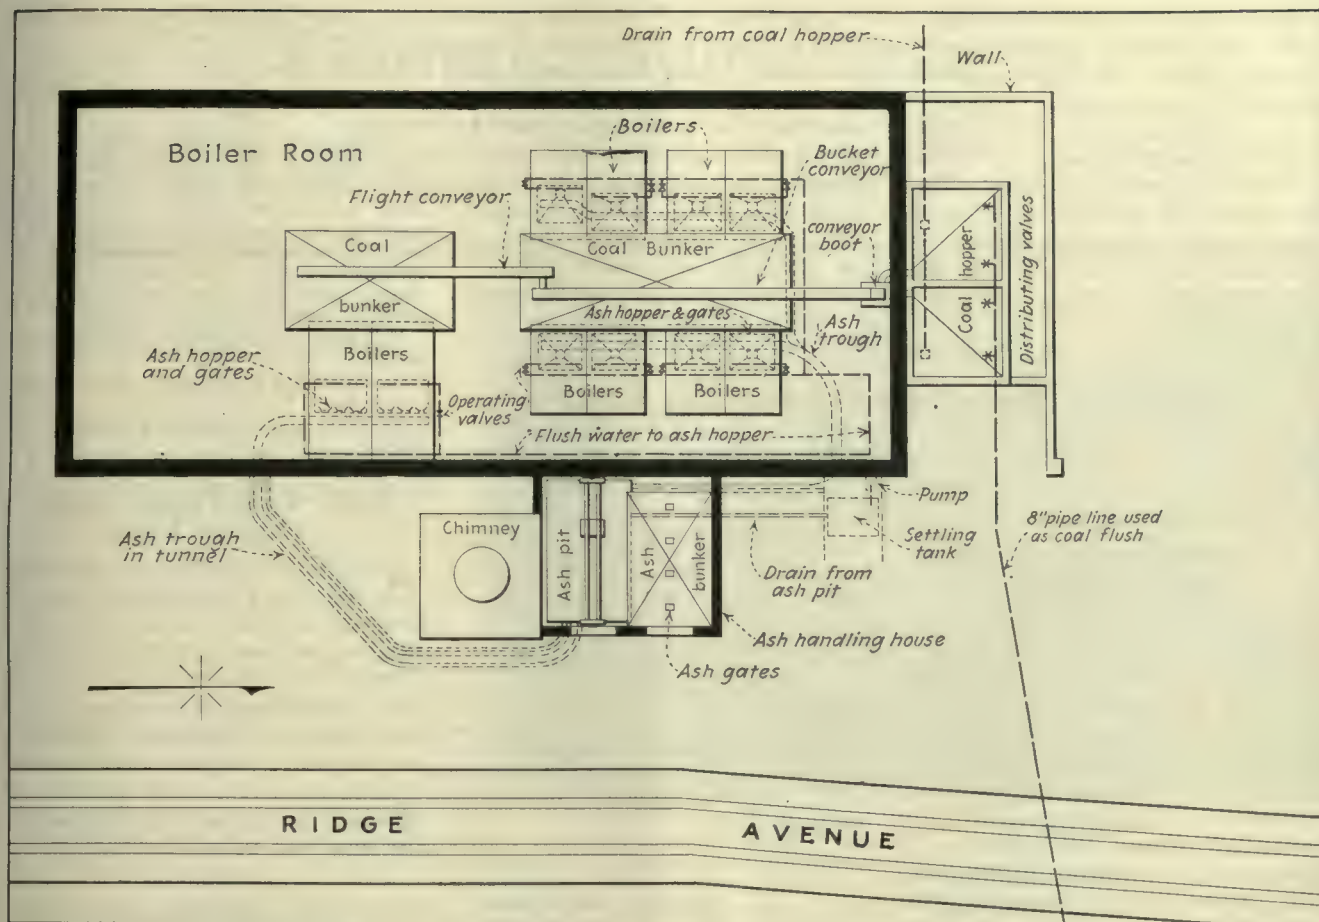 Drain from coal hopper
Wall
Boiler Room
Boilers
Bucket
conveyor
Flight conveyor
conveyor
boot
Coal
bunker
Coal Bunker
hopper
Coal
Distributing valves
Ash hopper & gates
Ash
trough
Ash hopper
and gates
Boilers
Operating
valves
Boilers
Boilers
Flush water to ash hopper
Ash trough
in tunnel
Chimney
Ash pit
Ash
bunker
Pump
Settling
tank
8" pipe line used
as coal flush
Drain from
ash pit
Ash handling house
Ash gates
RIDGE AVENUE